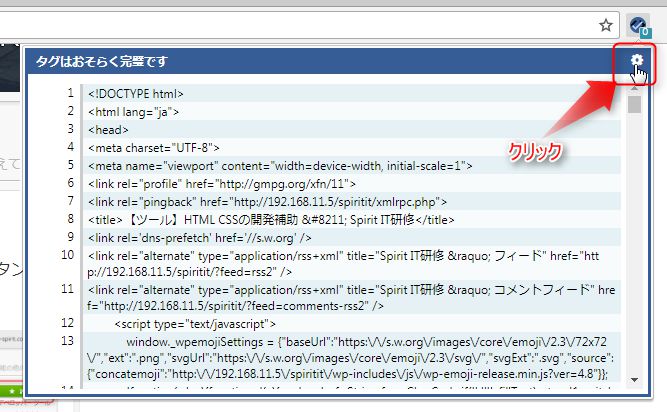 0
タグはおそらく完璧です
1 <!DOCTYPE html>
2 <html lang="ja">
3 <head>
4 <meta charset="UTF-8">
5 <meta name="viewport" content="width=device-width, initial-scale=1">
6 <link rel="profile" href="http://gmpg.org/xfn/11">
7 <link rel="pingback" href="http://192.168.11.5/spiritit/xmlrpc.php">
8 <title>【ツール】HTML CSSの開発補助 &#8211; Spirit IT研修</title>
9 <link rel='dns-prefetch' href='//s.w.org' />
10 <link rel="alternate" type="application/rss+xml" title="Spirit IT研修 &raquo; フィード" href="htt
p://192.168.11.5/spiritit/?feed=rss2" />
11 <link rel="alternate" type="application/rss+xml" title="Spirit IT研修 &raquo; コメントフィード" hre
f="http://192.168.11.5/spiritit/?feed=comments-rss2" />
12 <script type="text/javascript">
13 window._wpemojiSettings = {"baseUrl":"https:\/\/s.w.org\/images\/core\/emoji\/2.3\/72x72
\/","ext":".png","svgUrl":"https:\/\/s.w.org\/images\/core\/emoji\/2.3\/svg\/","svgExt":".svg","source":
{"concatemoji":"http:\/\/192.168.11.5\/spiritit\/wp-includes\/js\/wp-emoji-release.min.js?ver=4.8"}};
クリック
えて
タン